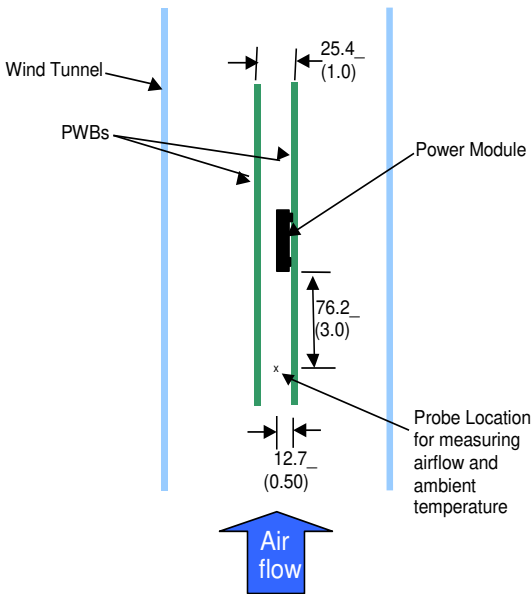 25.4_
(1.0)
Wind Tunnel
PWBs
Power Module
76.2_
(3.0)
x
Probe Location
for measuring
airflow and
ambient
temperature
12.7_
(0.50)
Air
flow